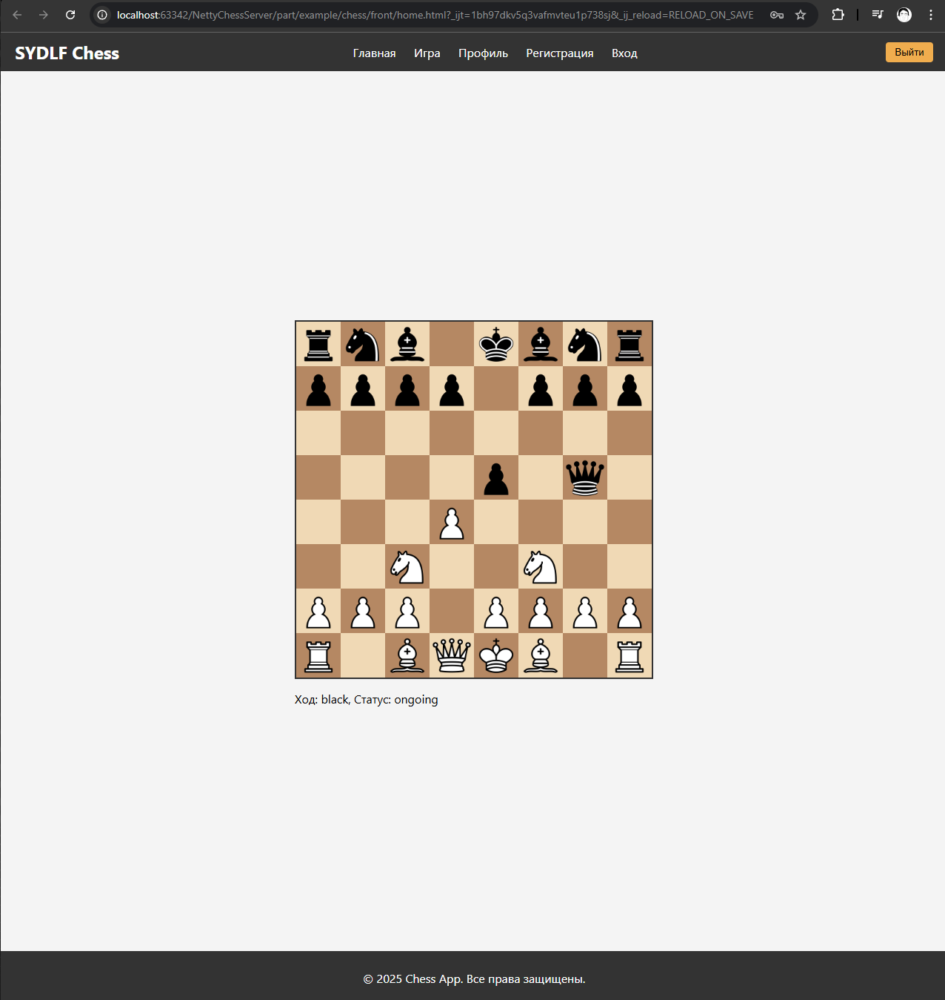 localhost:63342/NettyChessServer/part/example/chess/front/home.html?_ijt=1bh97dkv5q3vafmvteu1p738sj&_ij_reload=RELOAD_ON_SAVE
SYDLF Chess
Главная Игра Профиль Регистрация Вход
Выйти
Ход: black, Статус: ongoing
© 2025 Chess App. Все права защищены.